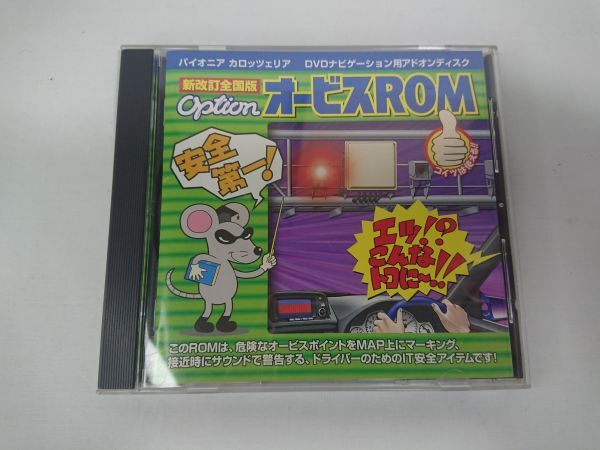 パイオニア カロッツェリア DVDナビゲーション用アドオンディスク
新改訂全国版
Option オービスROM
安全
第一!
コイツは使える!!
エッ!?
こんな
トコに〜…!!
このROMは、危険なオービスポイントをMAP上にマーキング、
接近時にサウンドで警告する、ドライバーのためのIT安全アイテムです!